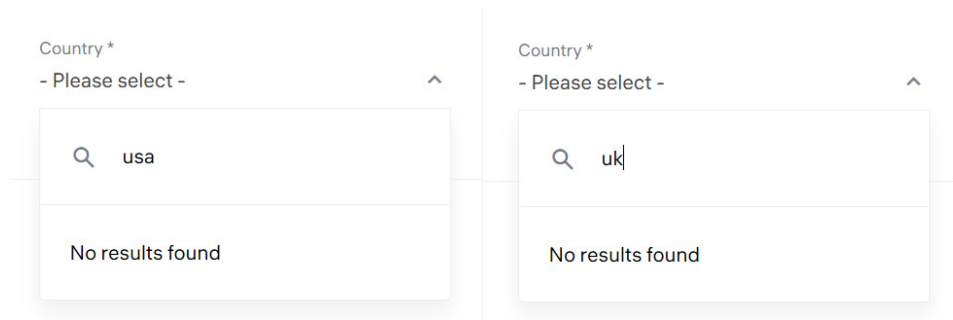 Country *
- Please select -
usa
No results found
Country *
- Please select -
uk
No results found